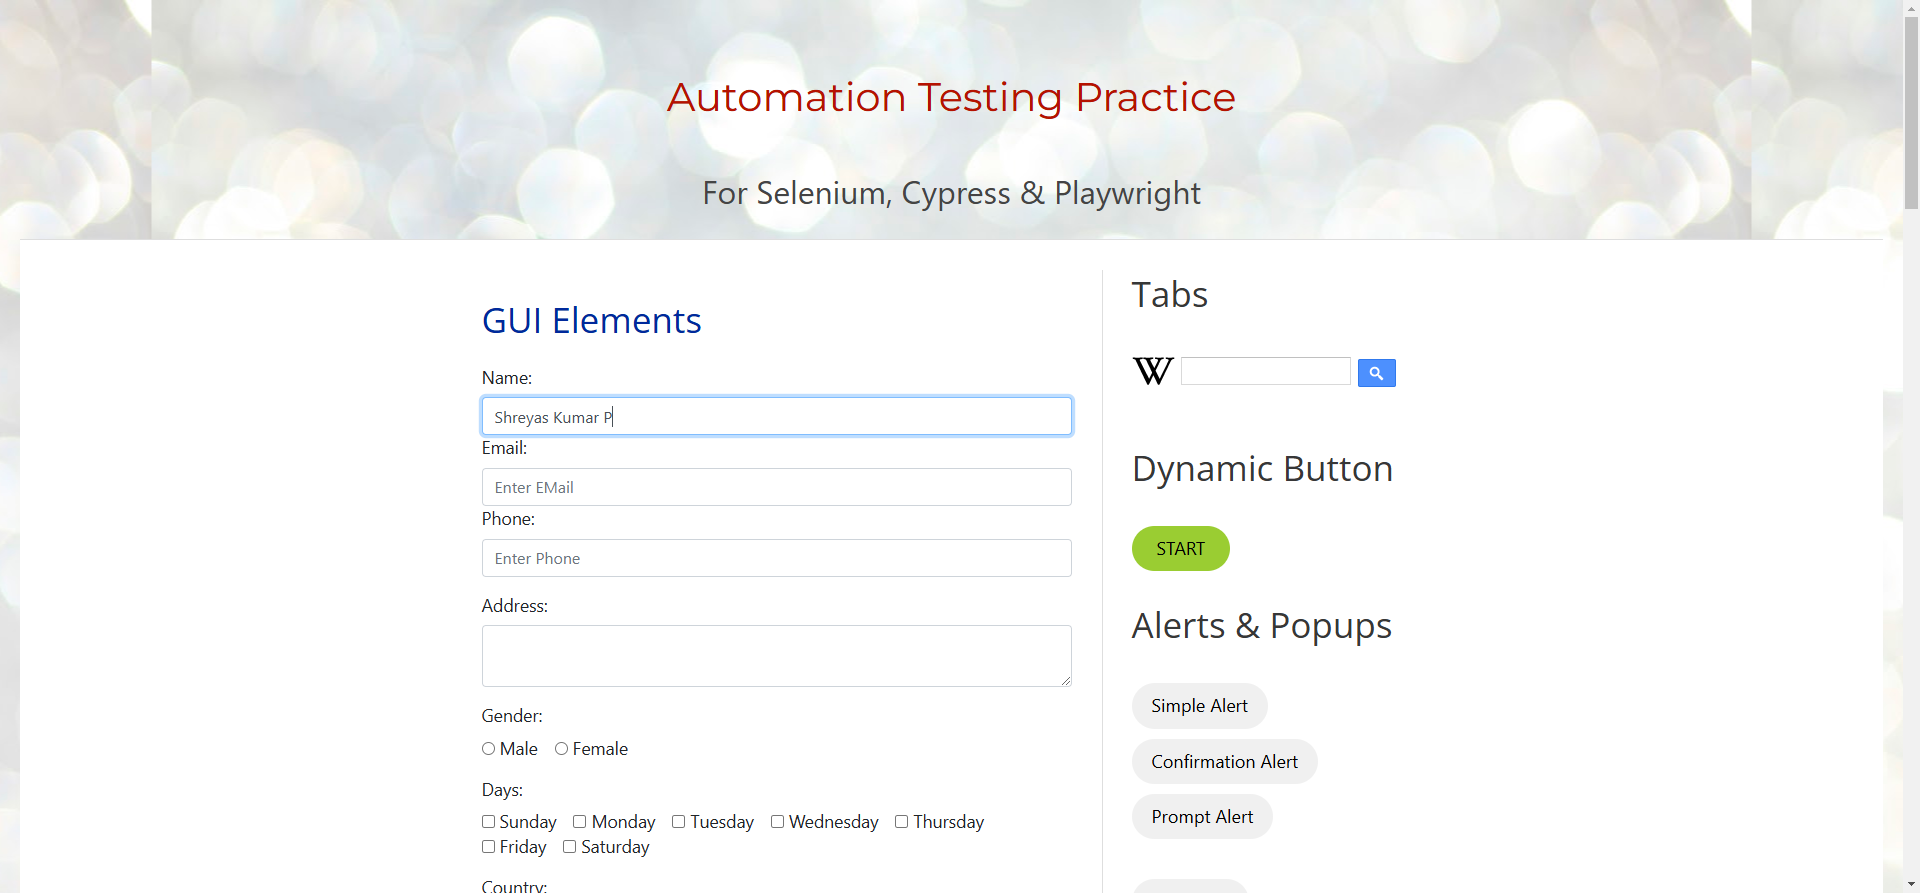 Automation Testing Practice
For Selenium, Cypress & Playwright
GUI Elements
Name:
Shreyas Kumar P
Email:
Enter EMail
Phone:
Enter Phone
Address:
Gender:
Male Female
Days:
Sunday Monday Tuesday Wednesday Thursday
Friday Saturday
Country:
Tabs
W
Dynamic Button
START
Alerts & Popups
Simple Alert
Confirmation Alert
Prompt Alert